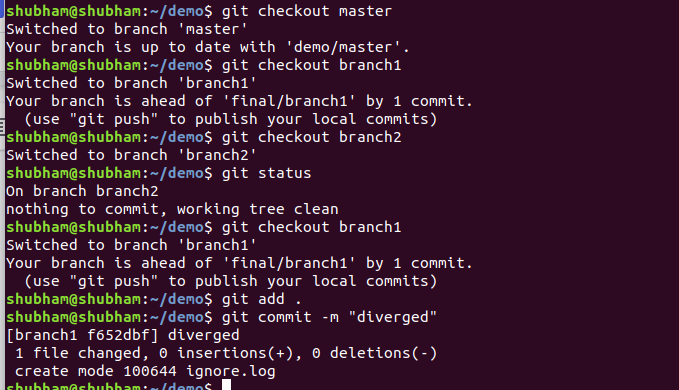 shubham@shubham:~/demo$ git checkout master
Switched to branch 'master'
Your branch is up to date with 'demo/master'.
shubham@shubham:~/demo$ git checkout branch1
Switched to branch 'branch1'
Your branch is ahead of 'final/branch1' by 1 commit.
  (use "git push" to publish your local commits)
shubham@shubham:~/demo$ git checkout branch2
Switched to branch 'branch2'
shubham@shubham:~/demo$ git status
On branch branch2
nothing to commit, working tree clean
shubham@shubham:~/demo$ git checkout branch1
Switched to branch 'branch1'
Your branch is ahead of 'final/branch1' by 1 commit.
  (use "git push" to publish your local commits)
shubham@shubham:~/demo$ git add .
shubham@shubham:~/demo$ git commit -m "diverged"
[branch1 f652dbf] diverged
 1 file changed, 0 insertions(+), 0 deletions(-)
 create mode 100644 ignore.log
shubham@shubham:~/demo$